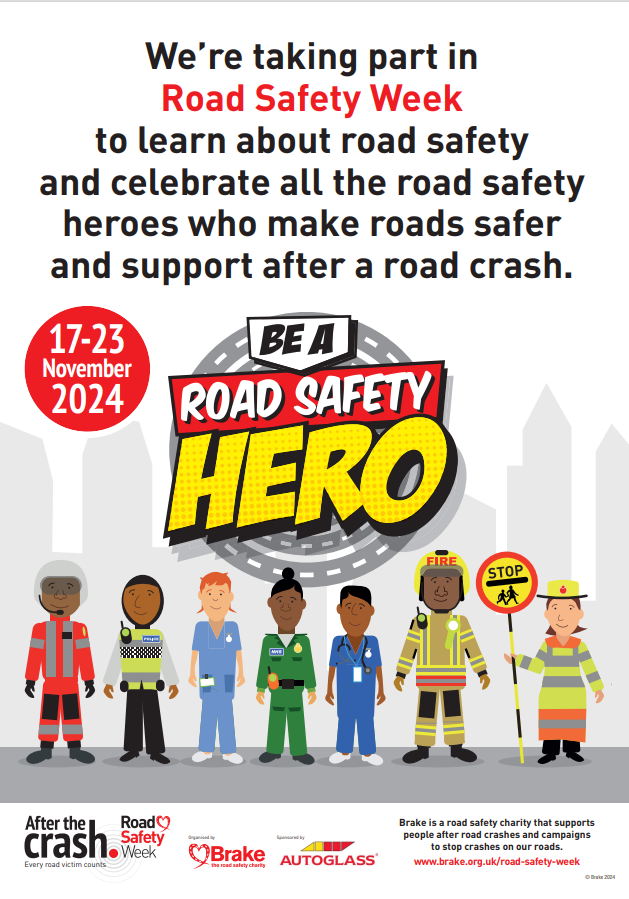 We’re taking part in
Road Safety Week
to learn about road safety
and celebrate all the road safety
heroes who make roads safer
and support after a road crash.
17-23
November
2024
BE A
ROAD SAFETY
HERO
FIRE
STOP
POLICE
NHS
After the
crash.
Every road victim counts
Road
Safety
Week
Organised by
Brake
the road safety charity
Sponsored by
AUTOGLASS®
Brake is a road safety charity that supports
people after road crashes and campaigns
to stop crashes on our roads.
www.brake.org.uk/road-safety-week
© Brake 2024